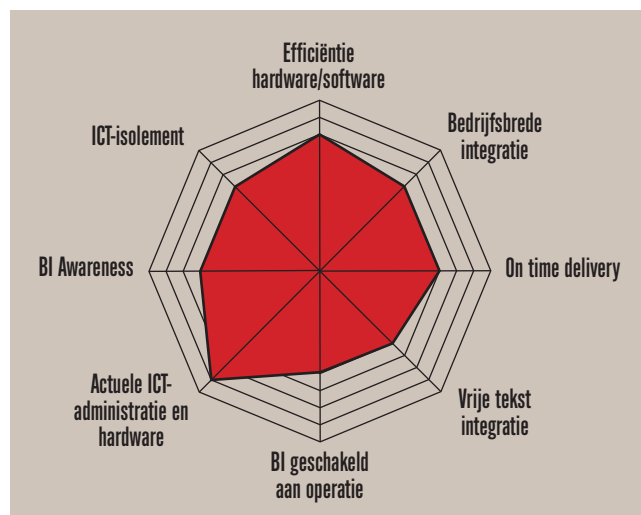 Efficiëntie
hardware/software
Bedrijfsbrede
integratie
On time delivery
Vrije tekst
integratie
BI geschakeld
aan operatie
Actuele ICT-
administratie en
hardware
BI Awareness
ICT-isolement